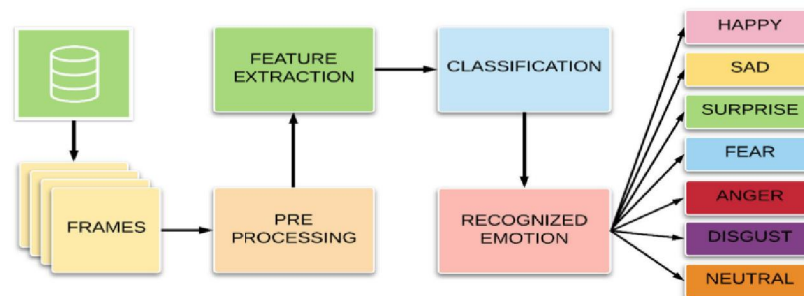 FEATURE
EXTRACTION
CLASSIFICATION
FRAMES
PRE
PROCESSING
RECOGNIZED
EMOTION
HAPPY
SAD
SURPRISE
FEAR
ANGER
DISGUST
NEUTRAL